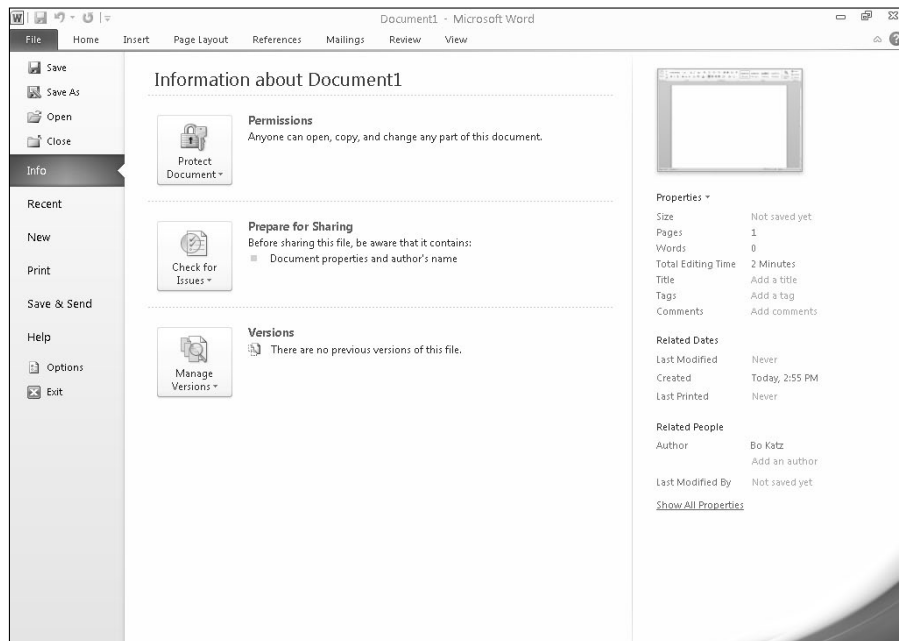 Document1 - Microsoft Word
File Home Insert Page Layout References Mailings Review View
Save
Save As
Open
Close
Info
Recent
New
Print
Save & Send
Help
Options
Exit
Information about Document1
Protect
Document
Permissions
Anyone can open, copy, and change any part of this document.
Check for
Issues
Prepare for Sharing
Before sharing this file, be aware that it contains:
Document properties and author's name
Manage
Versions
Versions
There are no previous versions of this file.
Properties
Size Not saved yet
Pages 1
Words 0
Total Editing Time 2 Minutes
Title Add a title
Tags Add a tag
Comments Add comments
Related Dates
Last Modified Never
Created Today, 2:55 PM
Last Printed Never
Related People
Author Bo Katz
Add an author
Last Modified By Not saved yet
Show All Properties